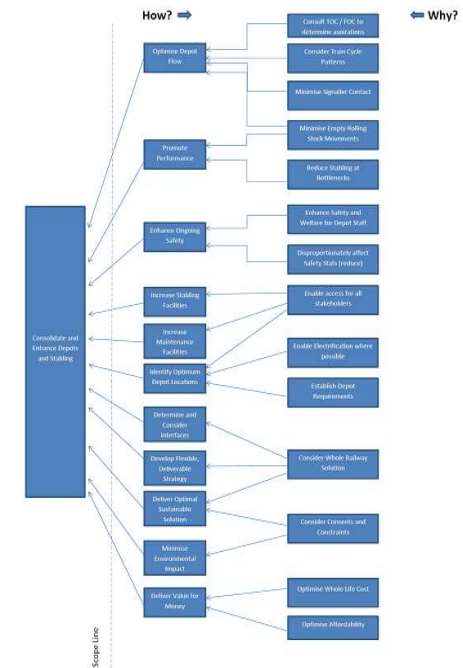 How?
Why?
Consult TOC / FOC to
determine aspirations
Optimise Depot
Flow
Consider Train Cycle
Patterns
Minimise Signaller Contact
Minimise Empty Rolling
Stock Movements
Promote
Performance
Reduce Stabling at
Bottlenecks
Enhance Safety and
Welfare for Depot Staff
Enhance Ongoing
Safety
Disproportionately affect
Safety Stats (reduce)
Increase Stabling
Facilities
Enable access for all
stakeholders
Increase
Maintenance
Facilities
Consolidate and
Enhance Depots
and Stabling
Enable Electrification where
possible
Identify Optimum
Depot Locations
Establish Depot
Requirements
Determine and
Consider
Interfaces
Develop Flexible,
Deliverable
Strategy
Consider Whole Railway
Solution
Deliver Optimal
Sustainable
Solution
Consider Consents and
Constraints
Minimise
Environmental
Impact
Deliver Value for
Money
Optimise Whole Life Cost
Optimise Affordability
Scope Line